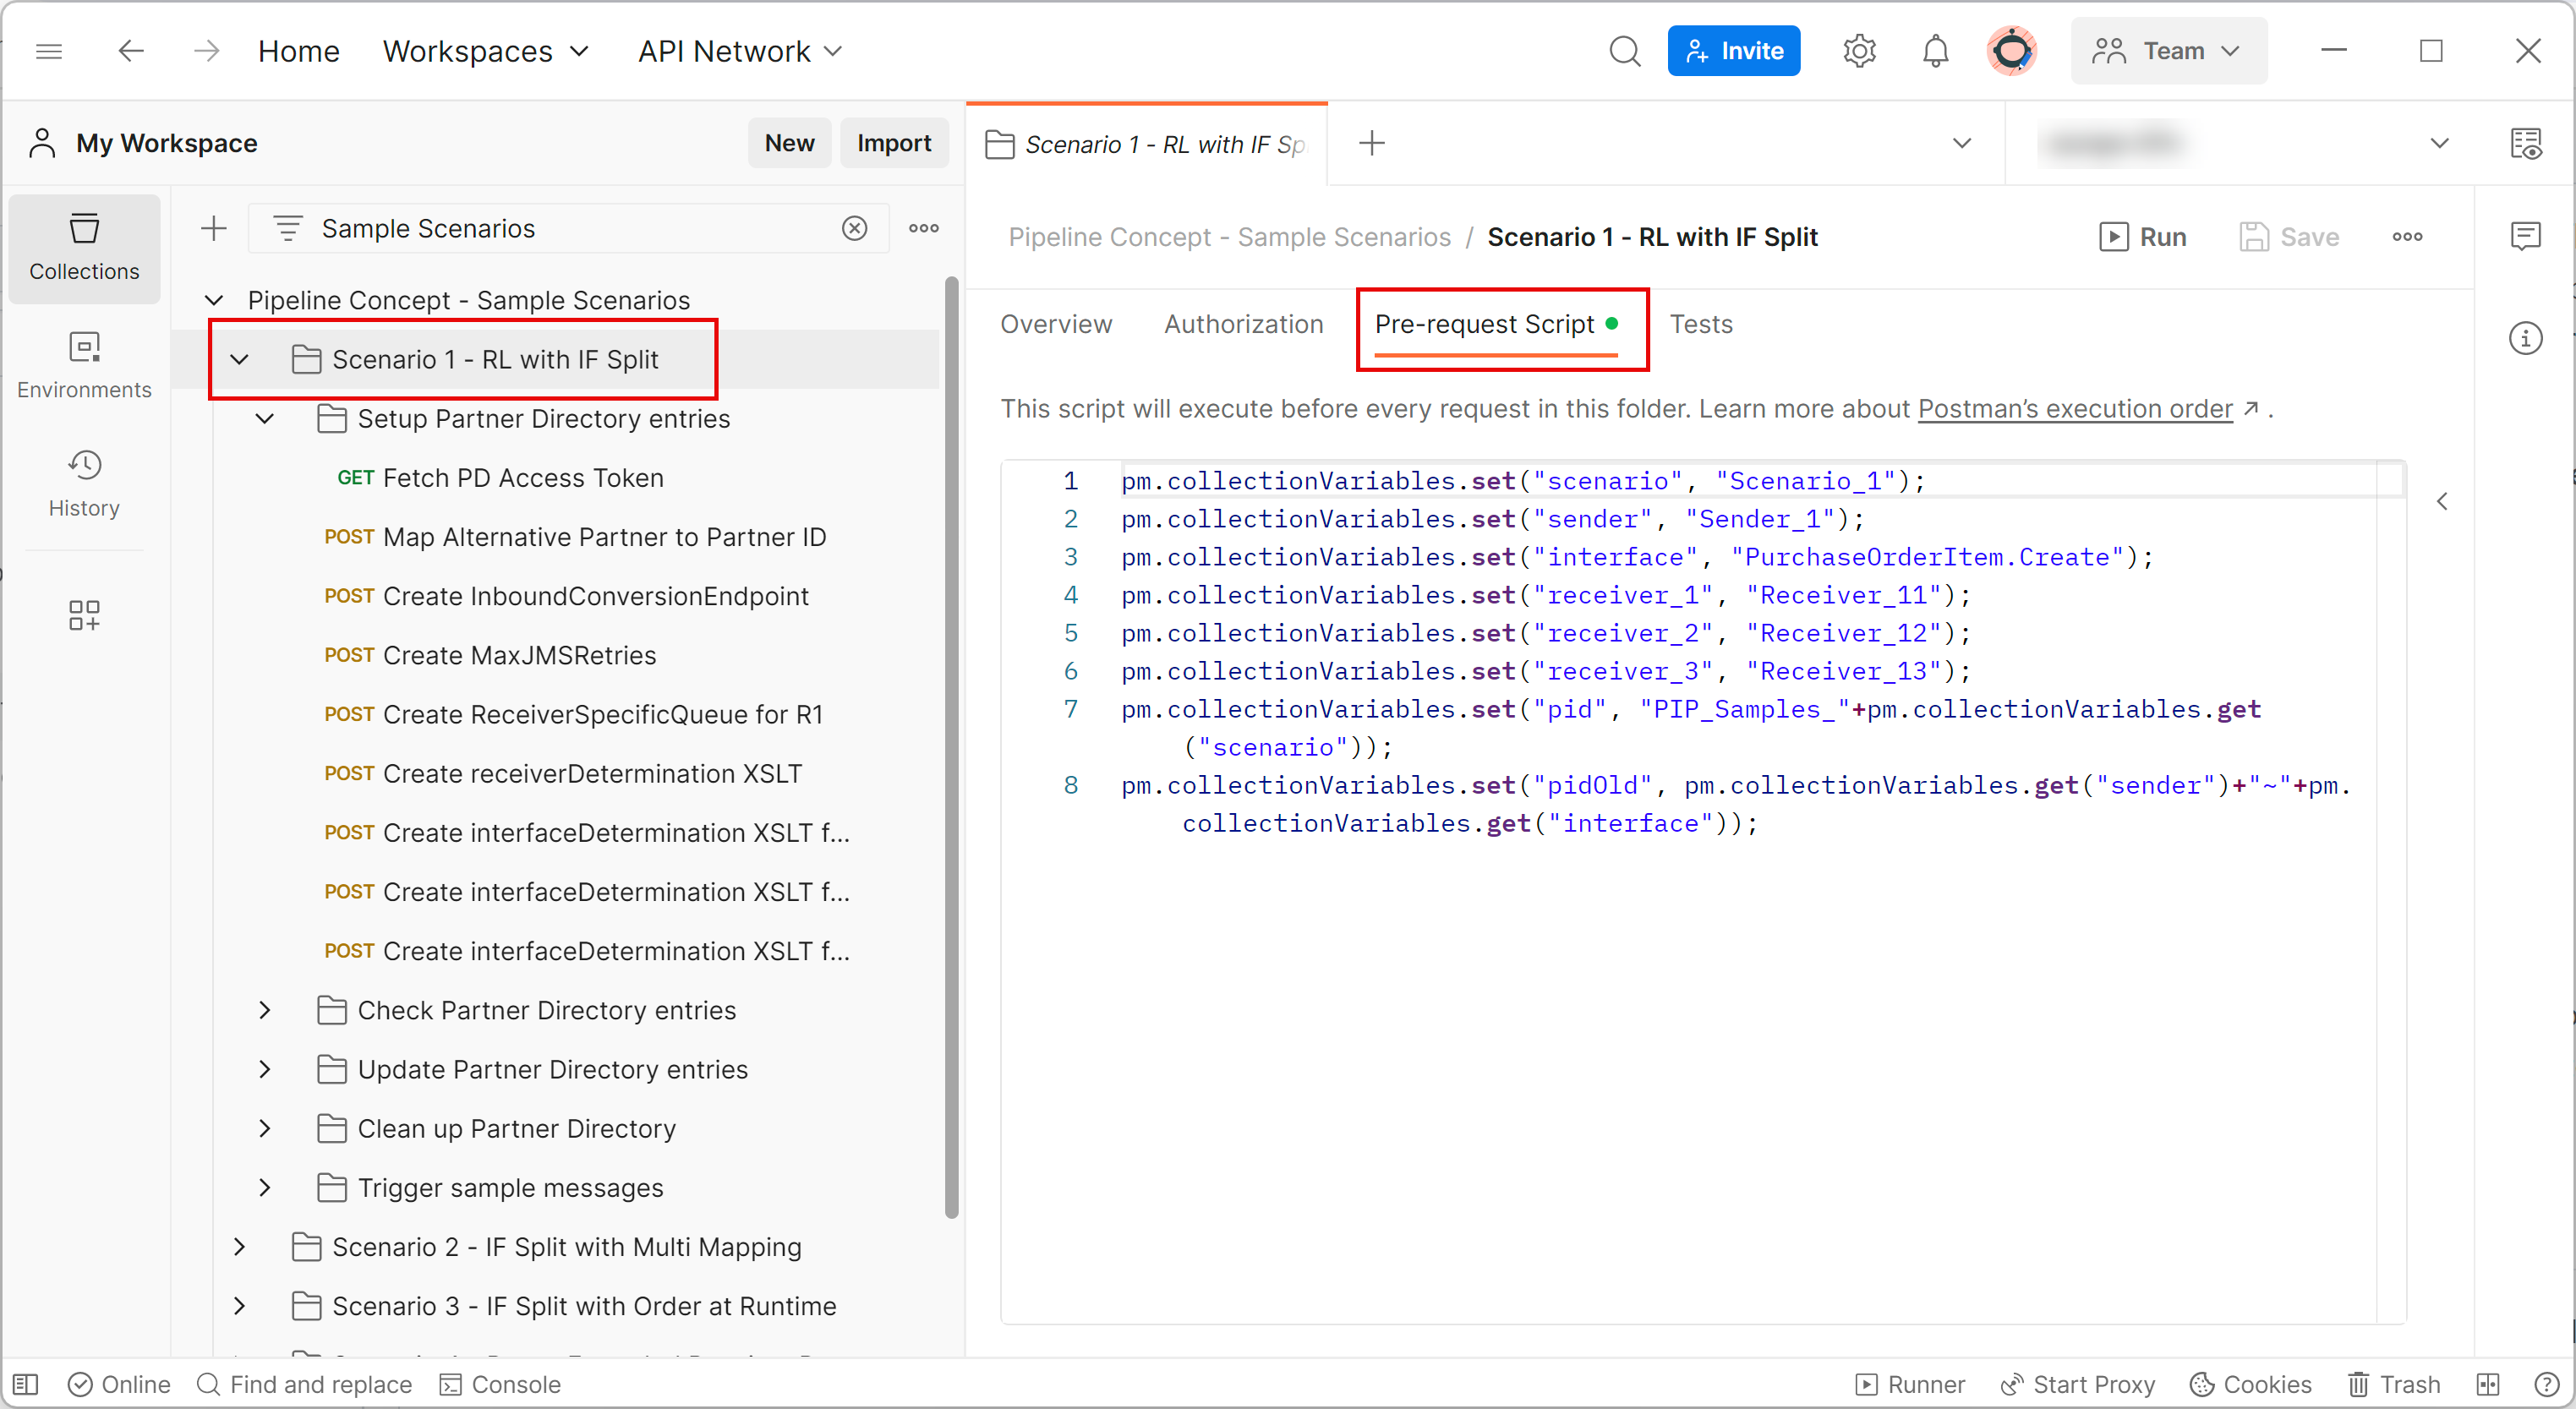 Home
Workspaces
API Network
Invite
Team
My Workspace
New
Import
Scenario 1 - RL with IF Sp
Collections
Environments
History
Sample Scenarios
Pipeline Concept - Sample Scenarios
Scenario 1 - RL with IF Split
Setup Partner Directory entries
GET Fetch PD Access Token
POST Map Alternative Partner to Partner ID
POST Create InboundConversionEndpoint
POST Create MaxJMSRetries
POST Create ReceiverSpecificQueue for R1
POST Create receiverDetermination XSLT
POST Create interfaceDetermination XSLT f...
POST Create interfaceDetermination XSLT f...
POST Create interfaceDetermination XSLT f...
Check Partner Directory entries
Update Partner Directory entries
Clean up Partner Directory
Trigger sample messages
Scenario 2 - IF Split with Multi Mapping
Scenario 3 - IF Split with Order at Runtime
Pipeline Concept - Sample Scenarios / Scenario 1 - RL with IF Split
Run
Save
Overview
Authorization
Pre-request Script
Tests
This script will execute before every request in this folder. Learn more about Postman's execution order ↗ .
1 pm.collectionVariables.set("scenario", "Scenario_1");
2 pm.collectionVariables.set("sender", "Sender_1");
3 pm.collectionVariables.set("interface", "PurchaseOrderItem.Create");
4 pm.collectionVariables.set("receiver_1", "Receiver_11");
5 pm.collectionVariables.set("receiver_2", "Receiver_12");
6 pm.collectionVariables.set("receiver_3", "Receiver_13");
7 pm.collectionVariables.set("pid", "PIP_Samples_"+pm.collectionVariables.get
("scenario"));
8 pm.collectionVariables.set("pidOld", pm.collectionVariables.get("sender")+"~"+pm.
collectionVariables.get("interface"));
Online
Find and replace
Console
Runner
Start Proxy
Cookies
Trash